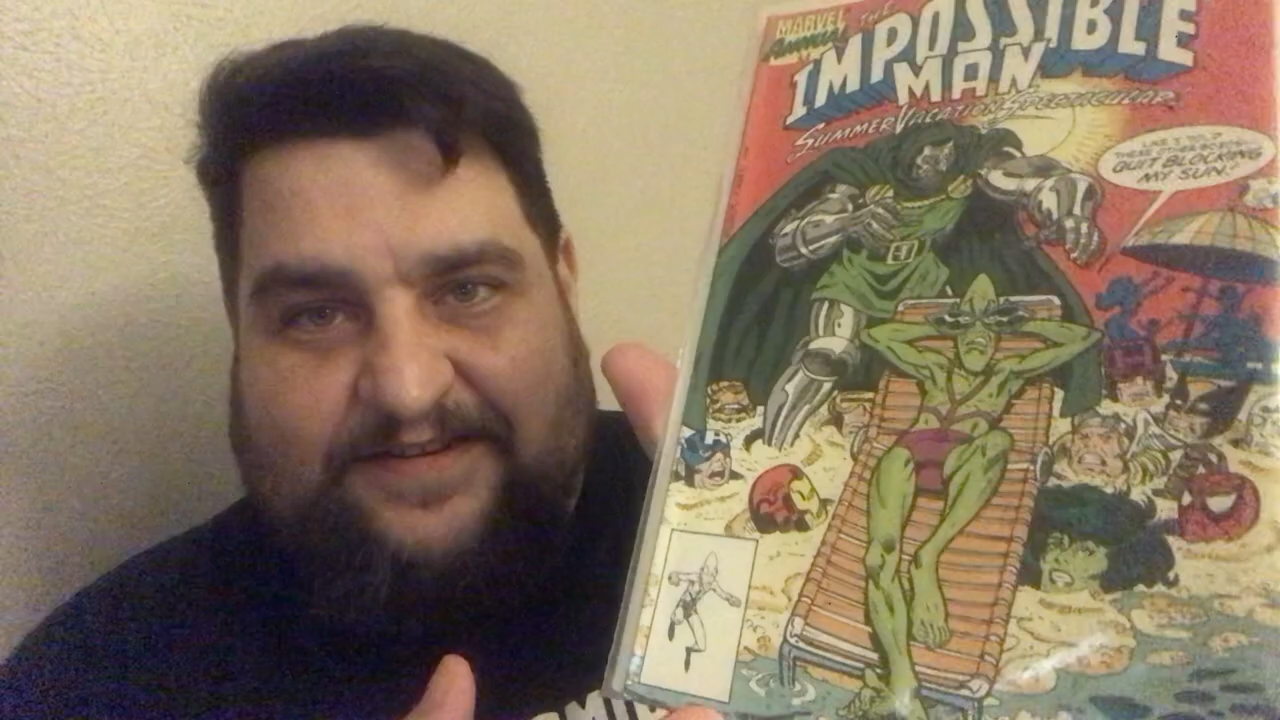 MARVEL
ANNUAL
THE
IMPOSSIBLE
MAN
SUMMER VACATION SPECTACULAR
QUIT BLOCKING
MY SUN!